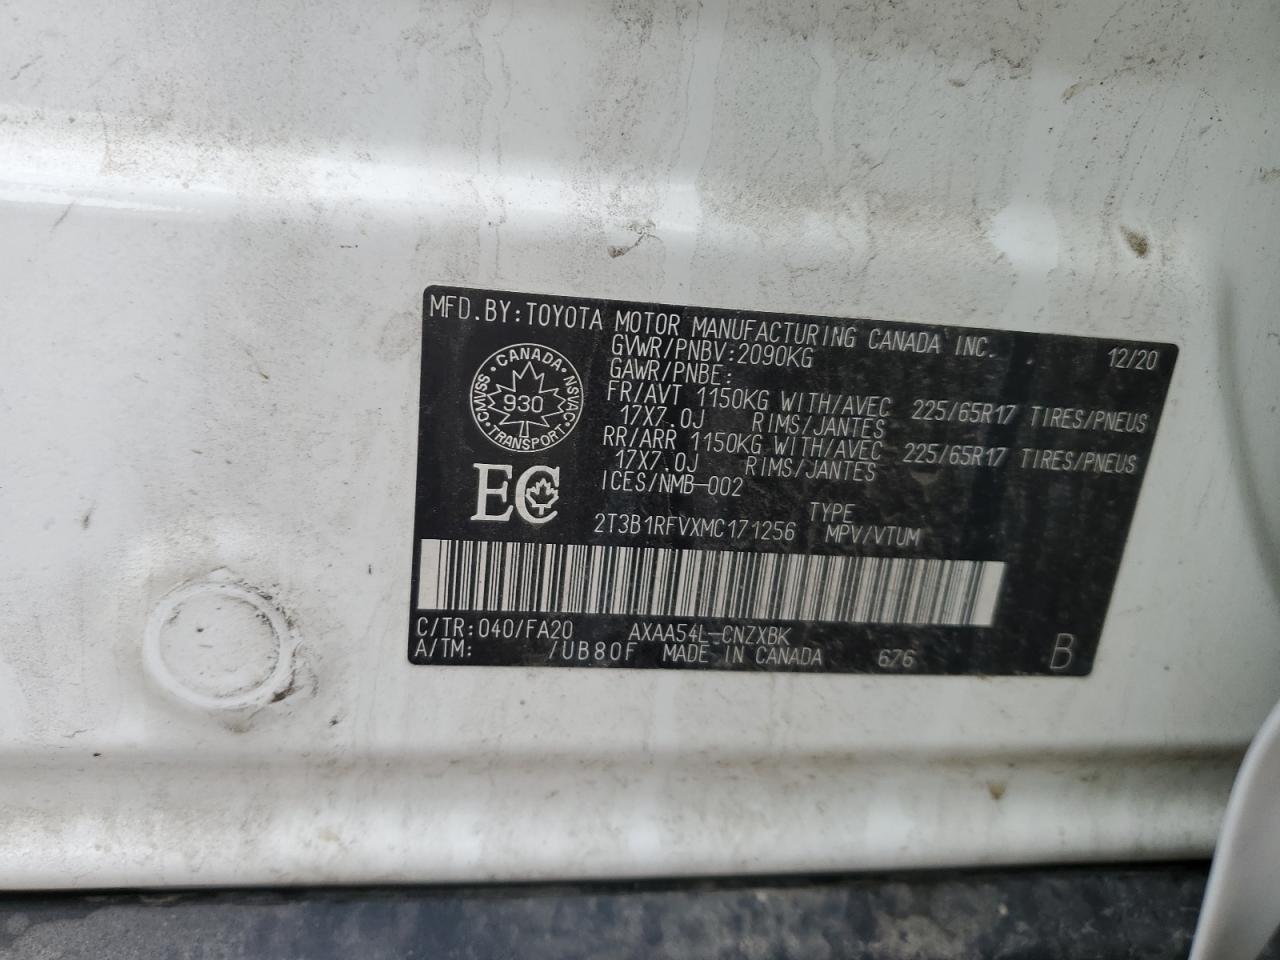 MFD.BY:TOYOTA MOTOR MANUFACTURING CANADA INC. 12/20
GVWR/PNBV:2090KG
GAWR/PNBE:
FR/AVT 1150KG WITH/AVEC 225/65R17 TIRES/PNEUS
17X7.0J RIMS/JANTES
RR/ARR 1150KG WITH/AVEC 225/65R17 TIRES/PNEUS
17X7.0J RIMS/JANTES
ICES/NMB-002
CANADA
CMVSS 930 NSVAC
TRANSPORT
EC
TYPE
2T3B1RFVXMC171256 MPV/VTUM
C/TR:040/FA20 AXAA54L-CNZXBK
A/TM: /UB80F MADE IN CANADA 676 B